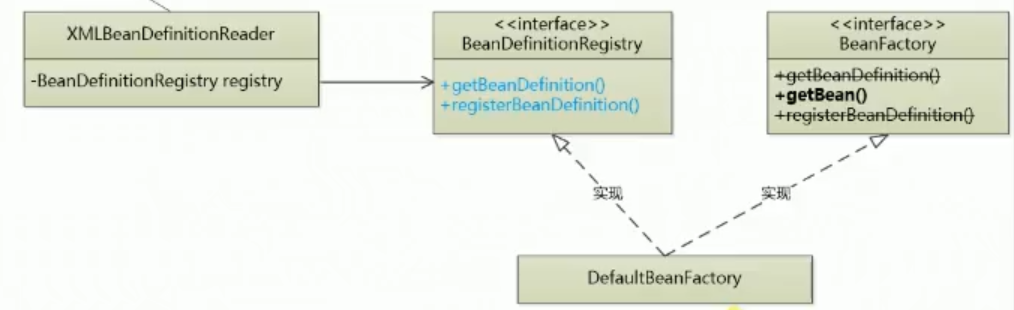 XMLBeanDefinitionReader
-BeanDefinitionRegistry registry
<<interface>>
BeanDefinitionRegistry
+getBeanDefinition()
+registerBeanDefinition()
<<interface>>
BeanFactory
+getBeanDefinition()
+getBean()
+registerBeanDefinition()
实现
实现
DefaultBeanFactory